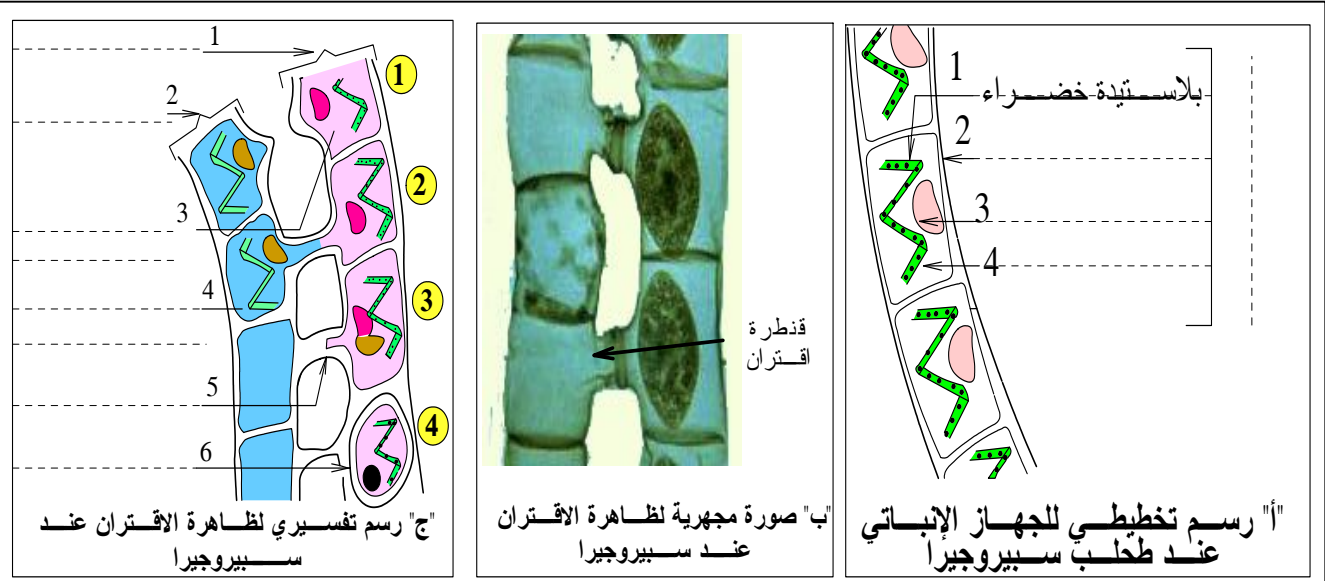 1
بلاستيدة خضراء
2
3
4
"أ" رسم تخطيطي للجهاز الإنباتي
عند طحلب سبيروجيرا
قنطرة
اقتران
"ب" صورة مجهرية لظاهرة الاقتران
عند سبيروجيرا
1
2
3
4
5
6
1
2
3
4
"ج" رسم تفسيري لظاهرة الاقتران عند
سبيروجيرا